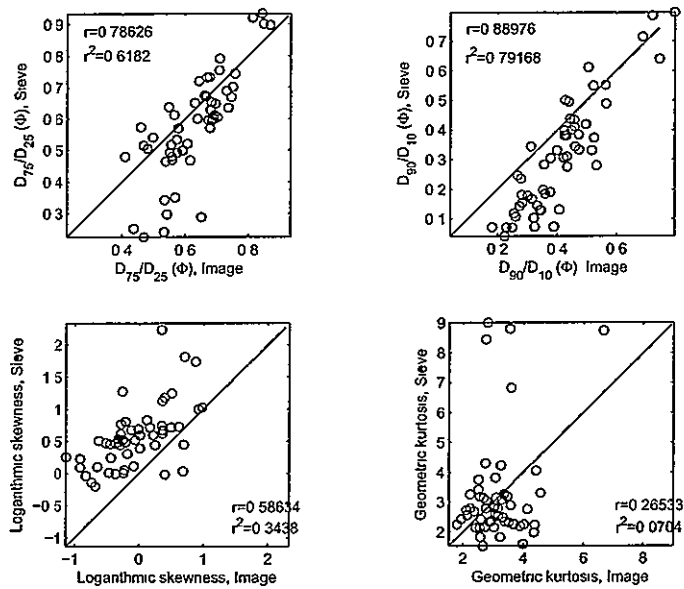 0 9
0 8
0 7
0 6
0 5
0 4
0 3
r=0 78626
r²=0 6182
D75/D25 (Φ), Sieve
0 4
0 6
0 8
D75/D25 (Φ), Image
0 7
0 6
0 5
0 4
0 3
0 2
0 1
r=0 88976
r²=0 79168
D90/D10 (Φ), Sieve
0 2
0 4
0 6
D90/D10 (Φ) Image
2
1 5
1
0 5
0
−0 5
−1
r=0 58634
r²=0 3438
Logarithmic skewness, Sieve
−1
0
1
2
Logarithmic skewness, Image
9
8
7
6
5
4
3
2
r=0 26533
r²=0 0704
Geometric kurtosis, Sieve
2
4
6
8
Geometric kurtosis, Image